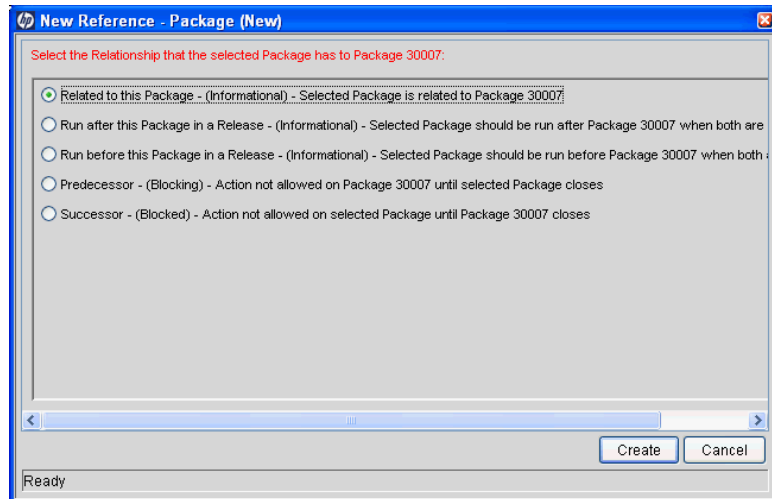 hp New Reference - Package (New)
Select the Relationship that the selected Package has to Package 30007:
Related to this Package - (Informational) - Selected Package is related to Package 30007
Run after this Package in a Release - (Informational) - Selected Package should be run after Package 30007 when both are
Run before this Package in a Release - (Informational) - Selected Package should be run before Package 30007 when both
Predecessor - (Blocking) - Action not allowed on Package 30007 until selected Package closes
Successor - (Blocked) - Action not allowed on selected Package until Package 30007 closes
Create Cancel
Ready